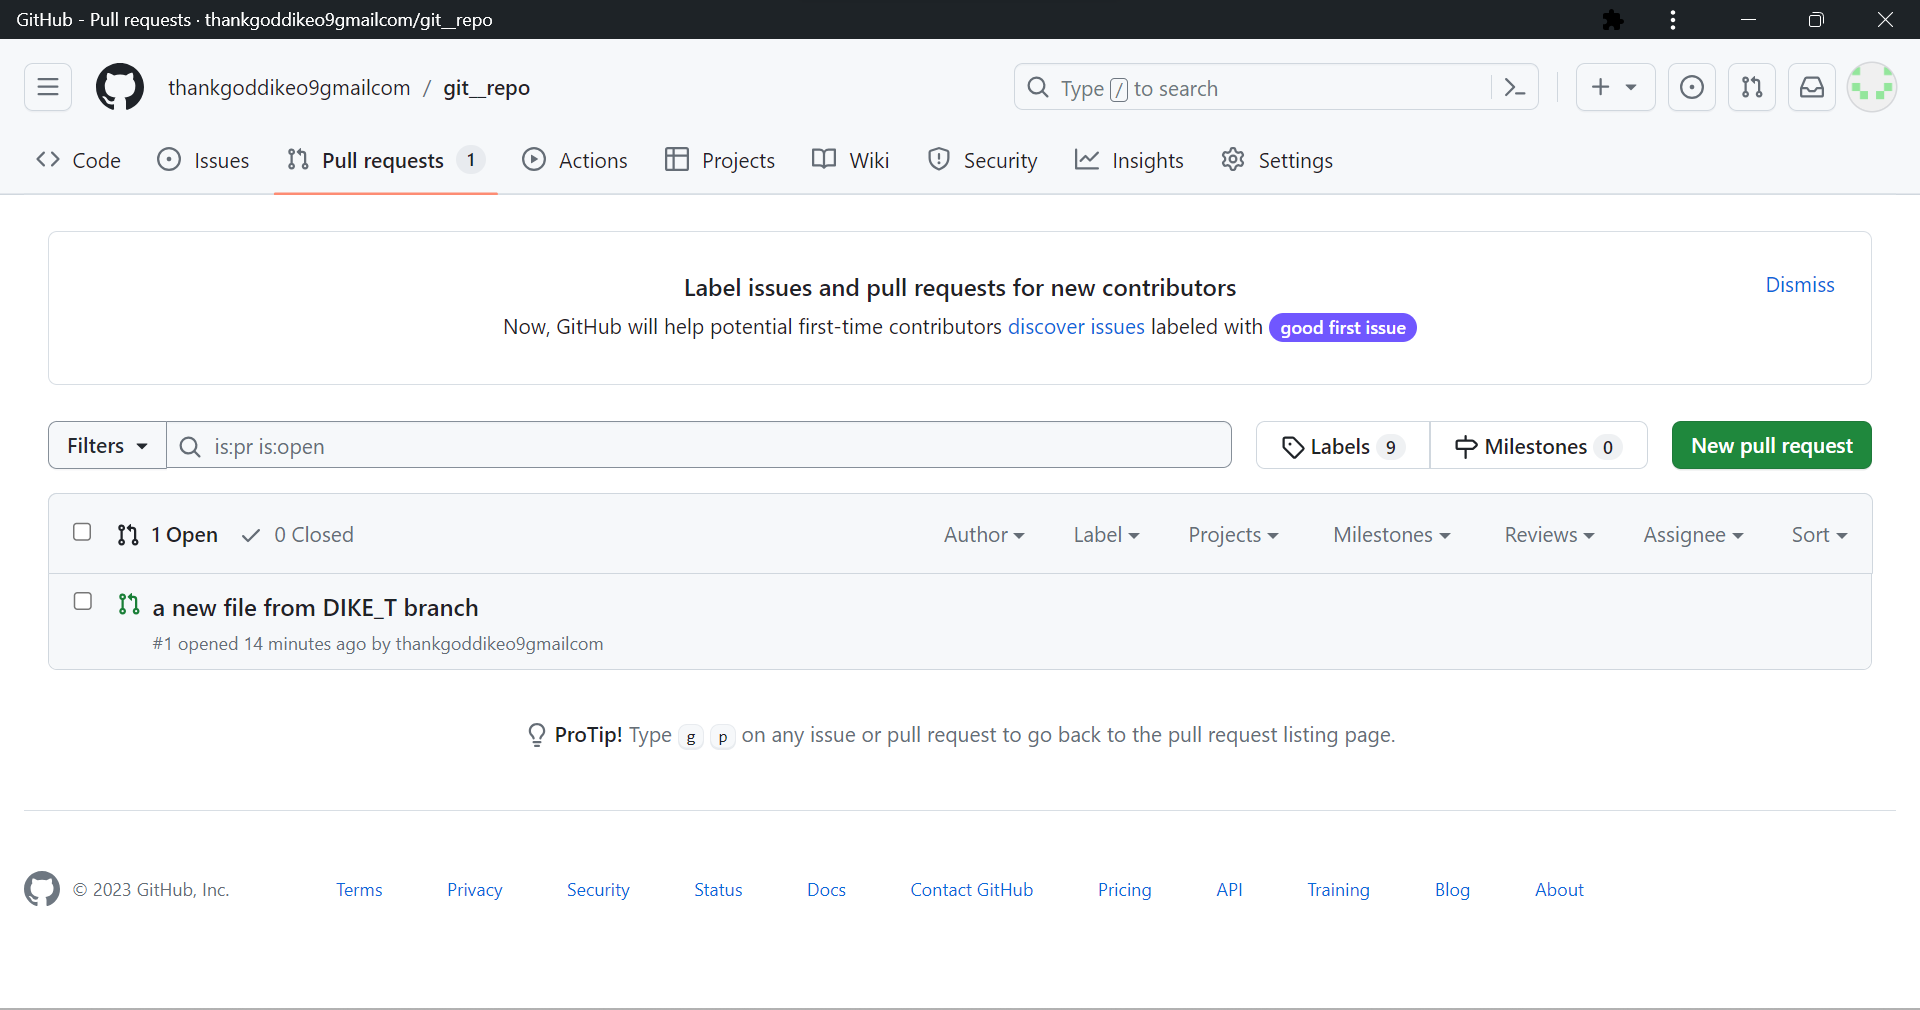 GitHub - Pull requests · thankgoddikeo9gmailcom/git__repo
thankgoddikeo9gmailcom / git__repo
Type / to search
Code Issues Pull requests 1 Actions Projects Wiki Security Insights Settings
Label issues and pull requests for new contributors
Dismiss
Now, GitHub will help potential first-time contributors discover issues labeled with good first issue
Filters is:pr is:open Labels 9 Milestones 0 New pull request
1 Open 0 Closed Author Label Projects Milestones Reviews Assignee Sort
a new file from DIKE_T branch
#1 opened 14 minutes ago by thankgoddikeo9gmailcom
ProTip! Type g p on any issue or pull request to go back to the pull request listing page.
© 2023 GitHub, Inc. Terms Privacy Security Status Docs Contact GitHub Pricing API Training Blog About